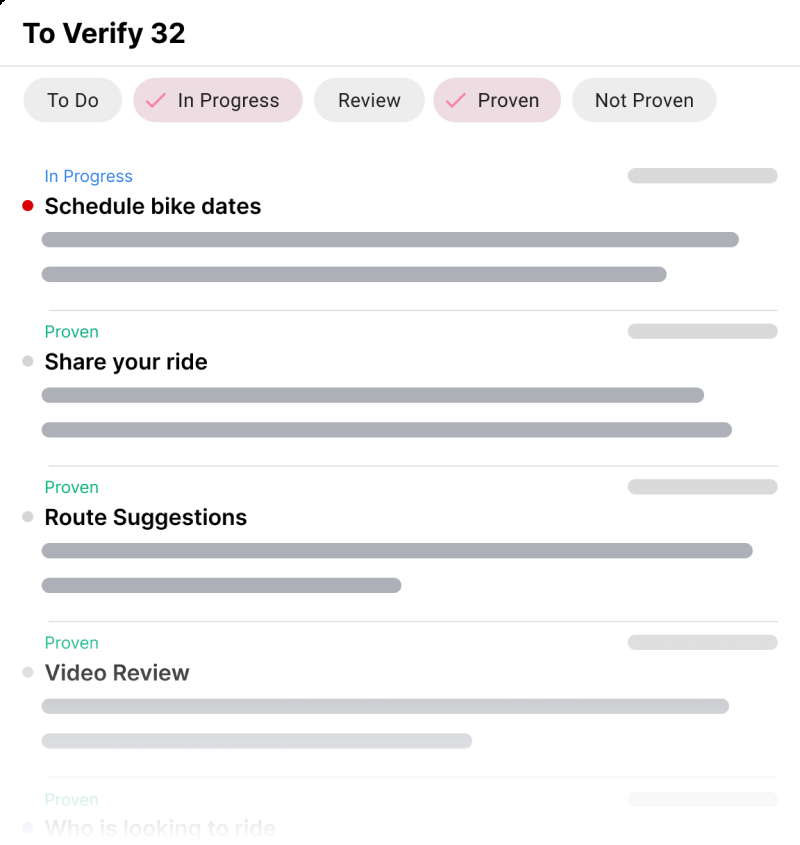 To Verify 32
To Do In Progress Review Proven Not Proven
In Progress
Schedule bike dates
Proven
Share your ride
Proven
Route Suggestions
Proven
Video Review
Proven
Who is looking to ride